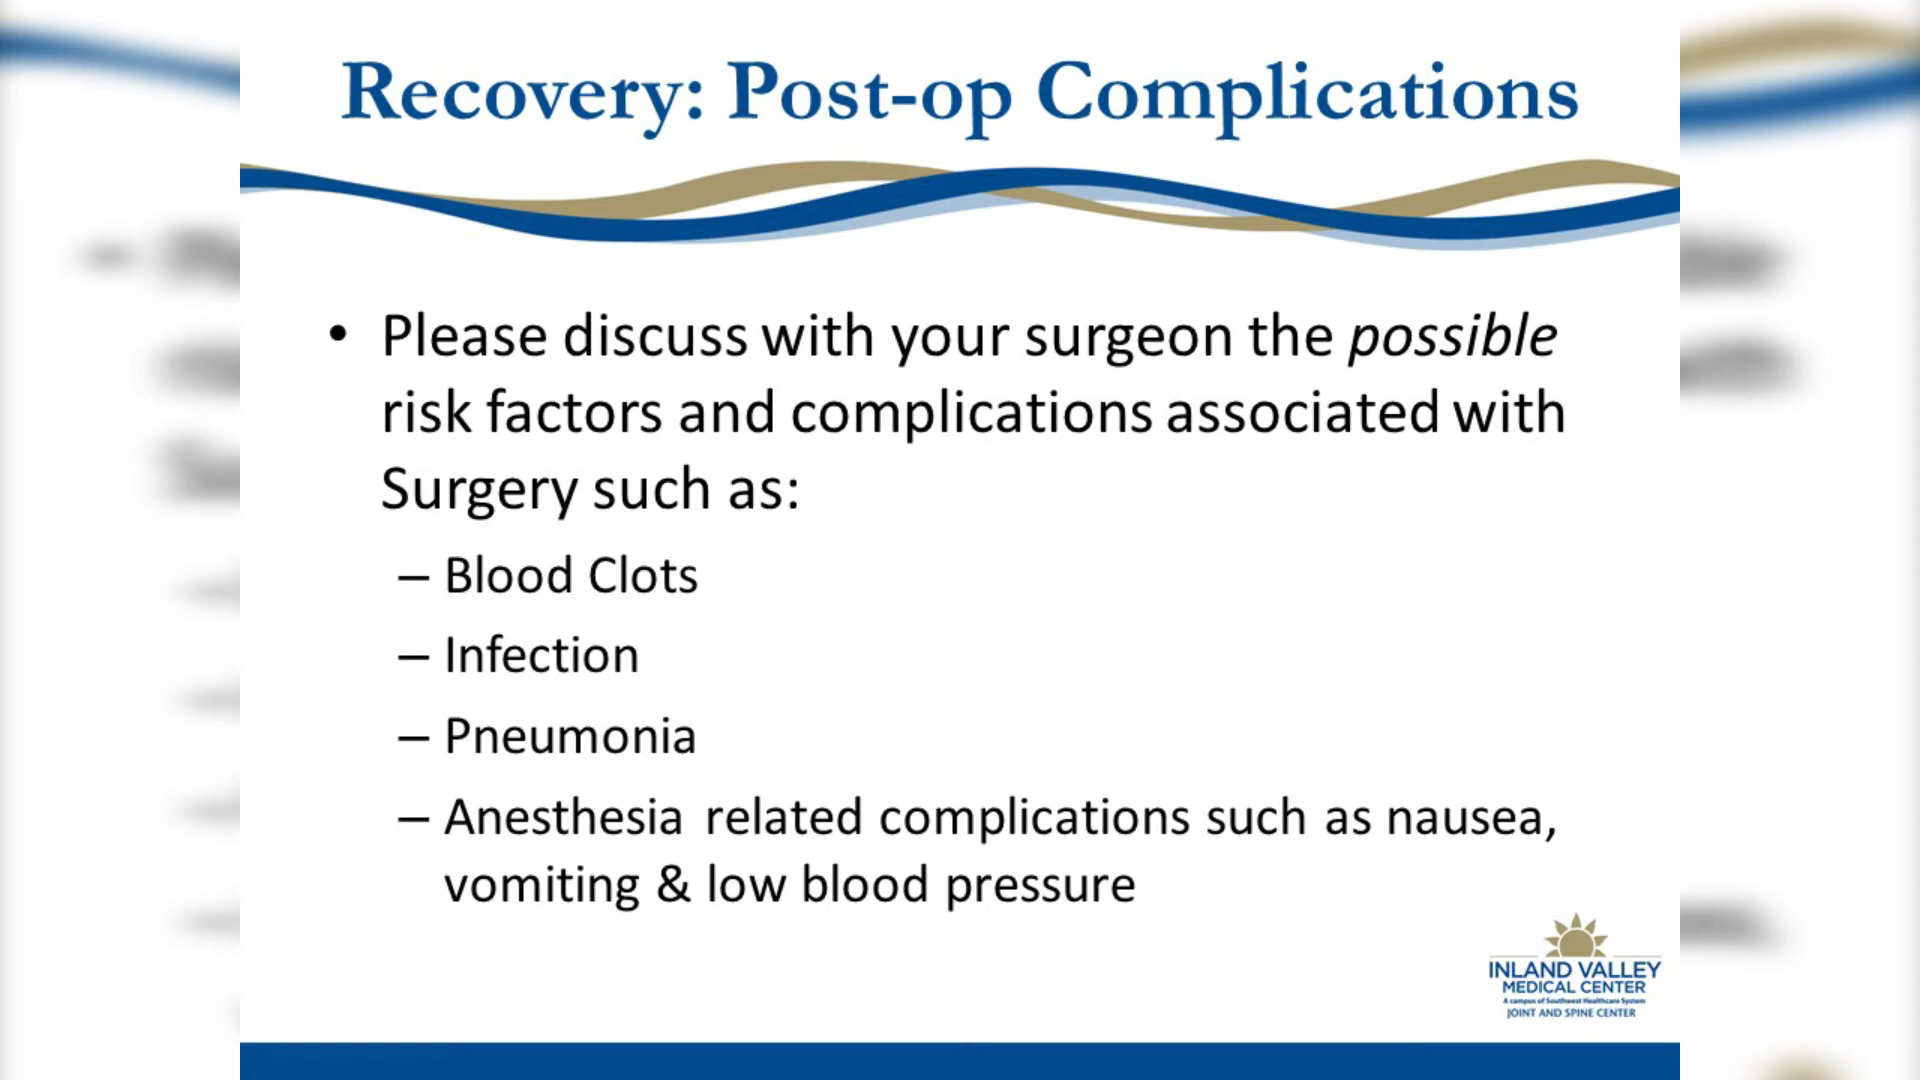 Recovery: Post-op Complications
• Please discuss with your surgeon the possible
risk factors and complications associated with
Surgery such as:
– Blood Clots
– Infection
– Pneumonia
– Anesthesia related complications such as nausea,
vomiting & low blood pressure
INLAND VALLEY
MEDICAL CENTER
A campus of Southwest Healthcare System
JOINT AND SPINE CENTER